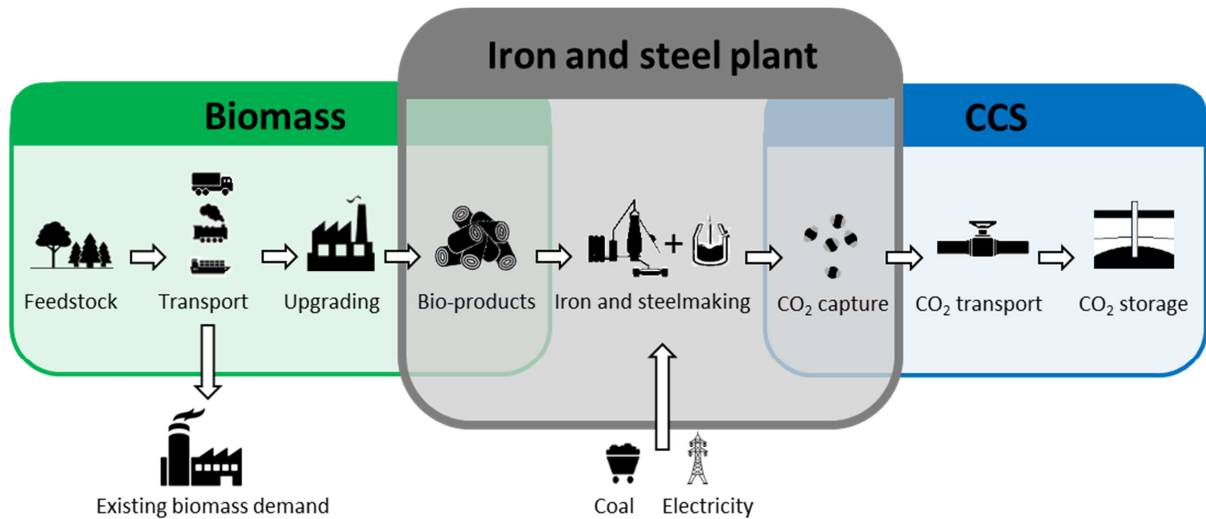 Iron and steel plant
Biomass
CCS
Feedstock
Transport
Upgrading
Bio-products
Iron and steelmaking
CO₂ capture
CO₂ transport
CO₂ storage
Existing biomass demand
Coal
Electricity